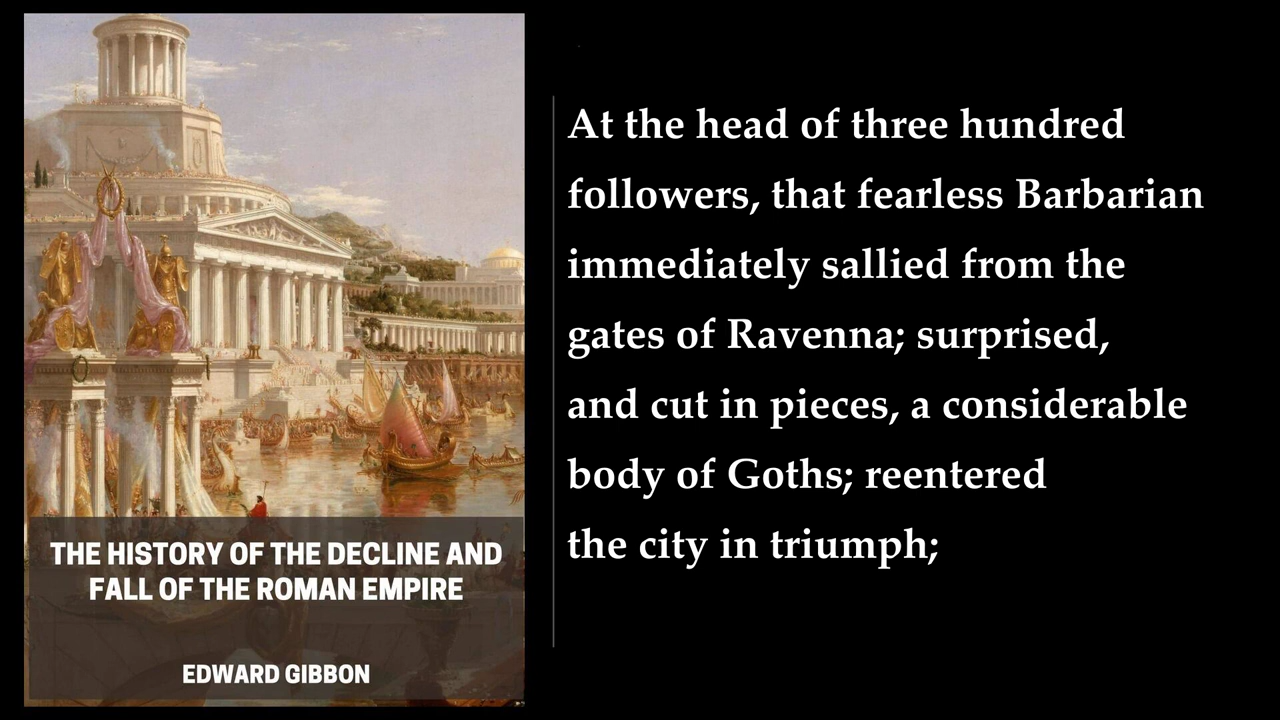 THE HISTORY OF THE DECLINE AND
FALL OF THE ROMAN EMPIRE
EDWARD GIBBON
At the head of three hundred
followers, that fearless Barbarian
immediately sallied from the
gates of Ravenna; surprised,
and cut in pieces, a considerable
body of Goths; reentered
the city in triumph;